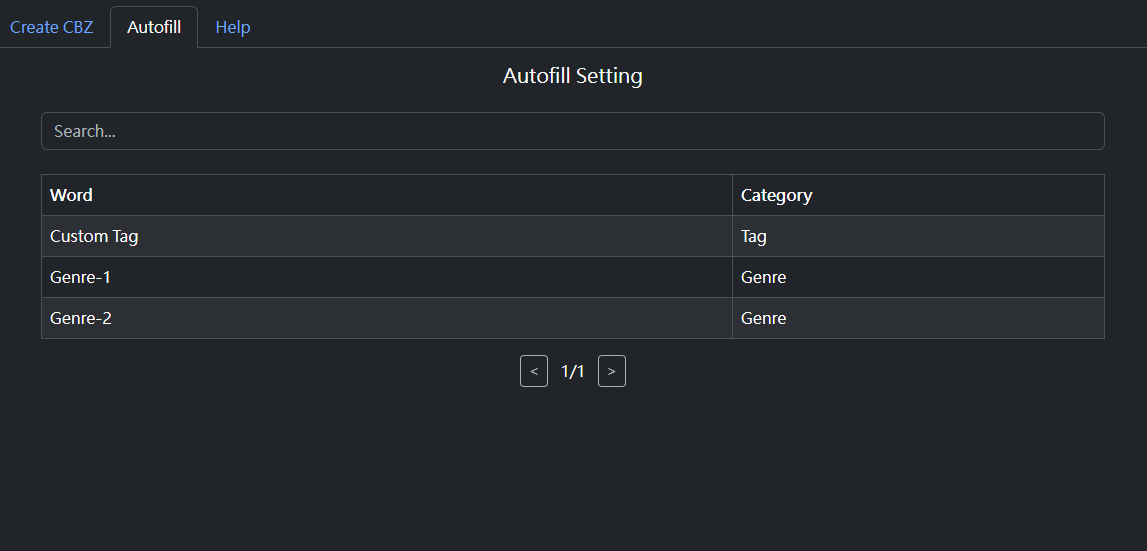 Create CBZ Autofill Help
Autofill Setting
Search...
Word Category
Custom Tag Tag
Genre-1 Genre
Genre-2 Genre
< 1/1 >